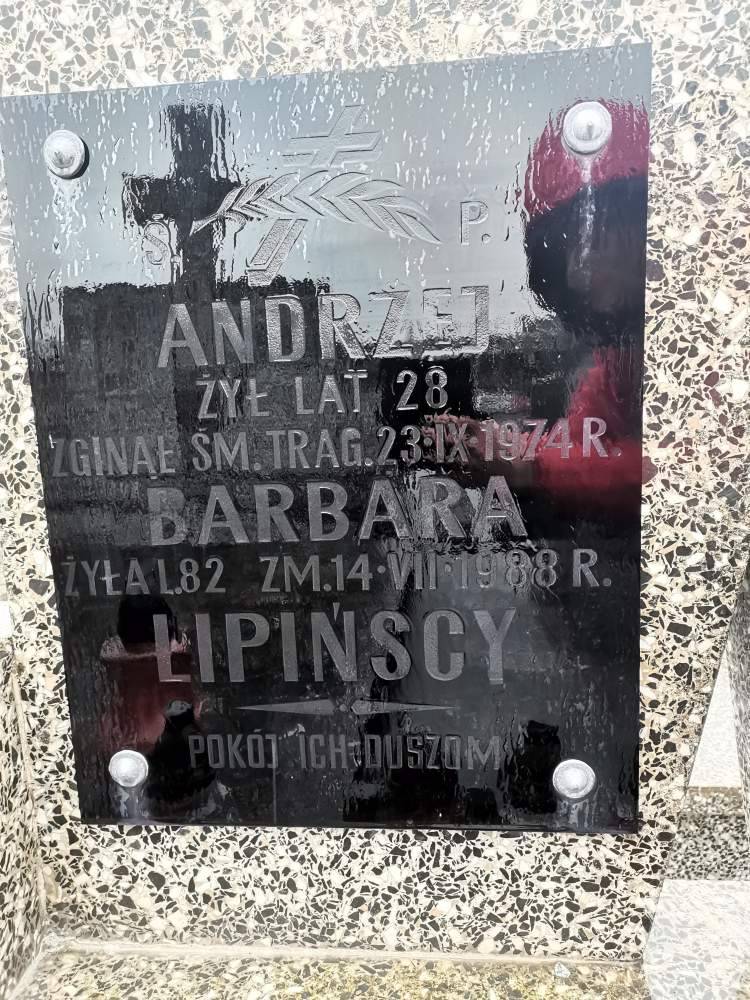 Ś. P.
ANDRZEJ
ŻYŁ LAT 28
ZGINĄŁ ŚM. TRAG. 23·IX·1974 R.
BARBARA
ŻYŁA L.82 ZM.14·VII·1988 R.
LIPIŃSCY
POKÓJ ICH DUSZOM